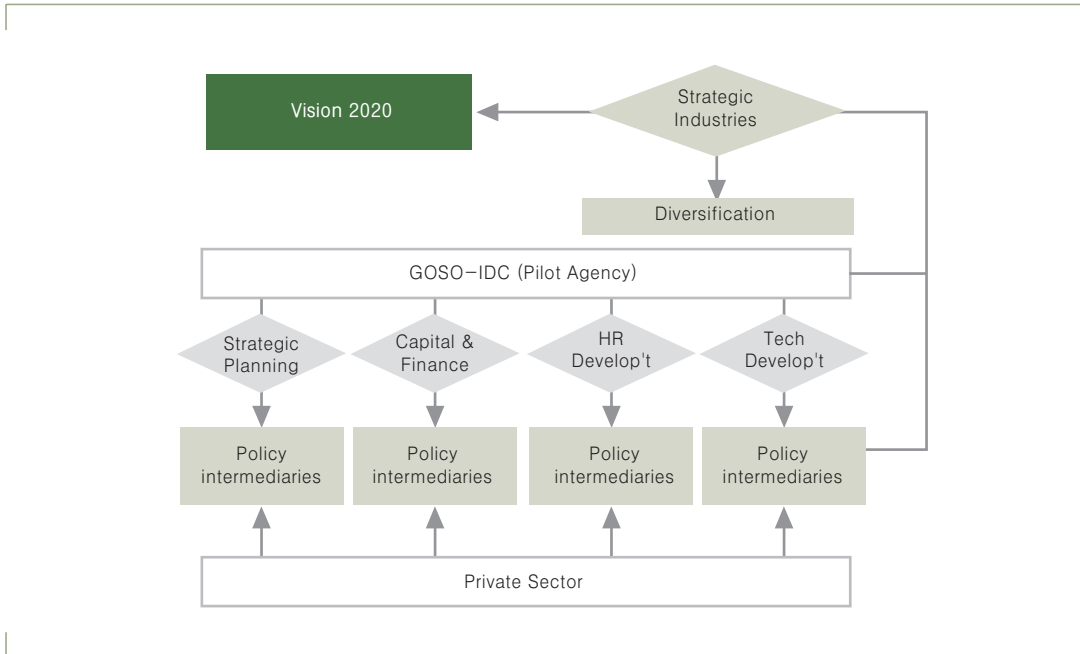 Vision 2020
Strategic
Industries
Diversification
GOSO-IDC (Pilot Agency)
Strategic
Planning
Capital &
Finance
HR
Develop't
Tech
Develop't
Policy
intermediaries
Policy
intermediaries
Policy
intermediaries
Policy
intermediaries
Private Sector